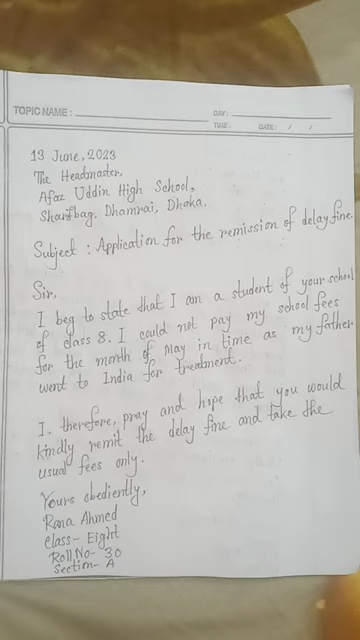 TOPIC NAME :
DAY :
TIME :
DATE : / /
13 June, 2023
The Headmaster,
Afaz Uddin High School,
Sharifbag, Dhamrai, Dhaka.
Subject : Application for the remission of delay fine.
Sir,
I beg to state that I am a student of your school
of class 8. I could not pay my school fees
for the month of May in time as my father
went to India for treatment.
I, therefore, pray and hope that you would
kindly remit the delay fine and take the
usual fees only.
Yours obediently,
Rana Ahmed
Class- Eight
Roll, No- 30
Section- A